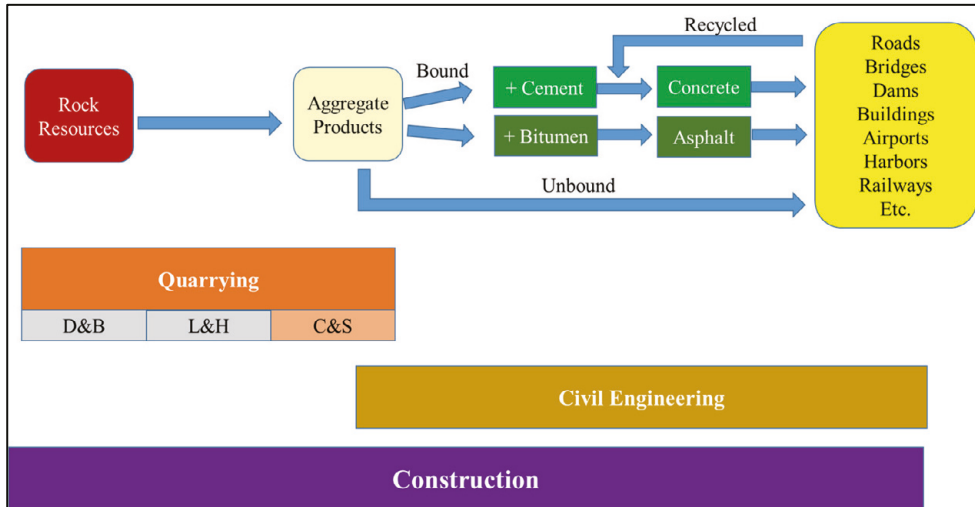 Recycled
Rock
Resources
Aggregate
Products
Bound
+ Cement
Concrete
+ Bitumen
Asphalt
Unbound
Roads
Bridges
Dams
Buildings
Airports
Harbors
Railways
Etc.
Quarrying
D&B
L&H
C&S
Civil Engineering
Construction